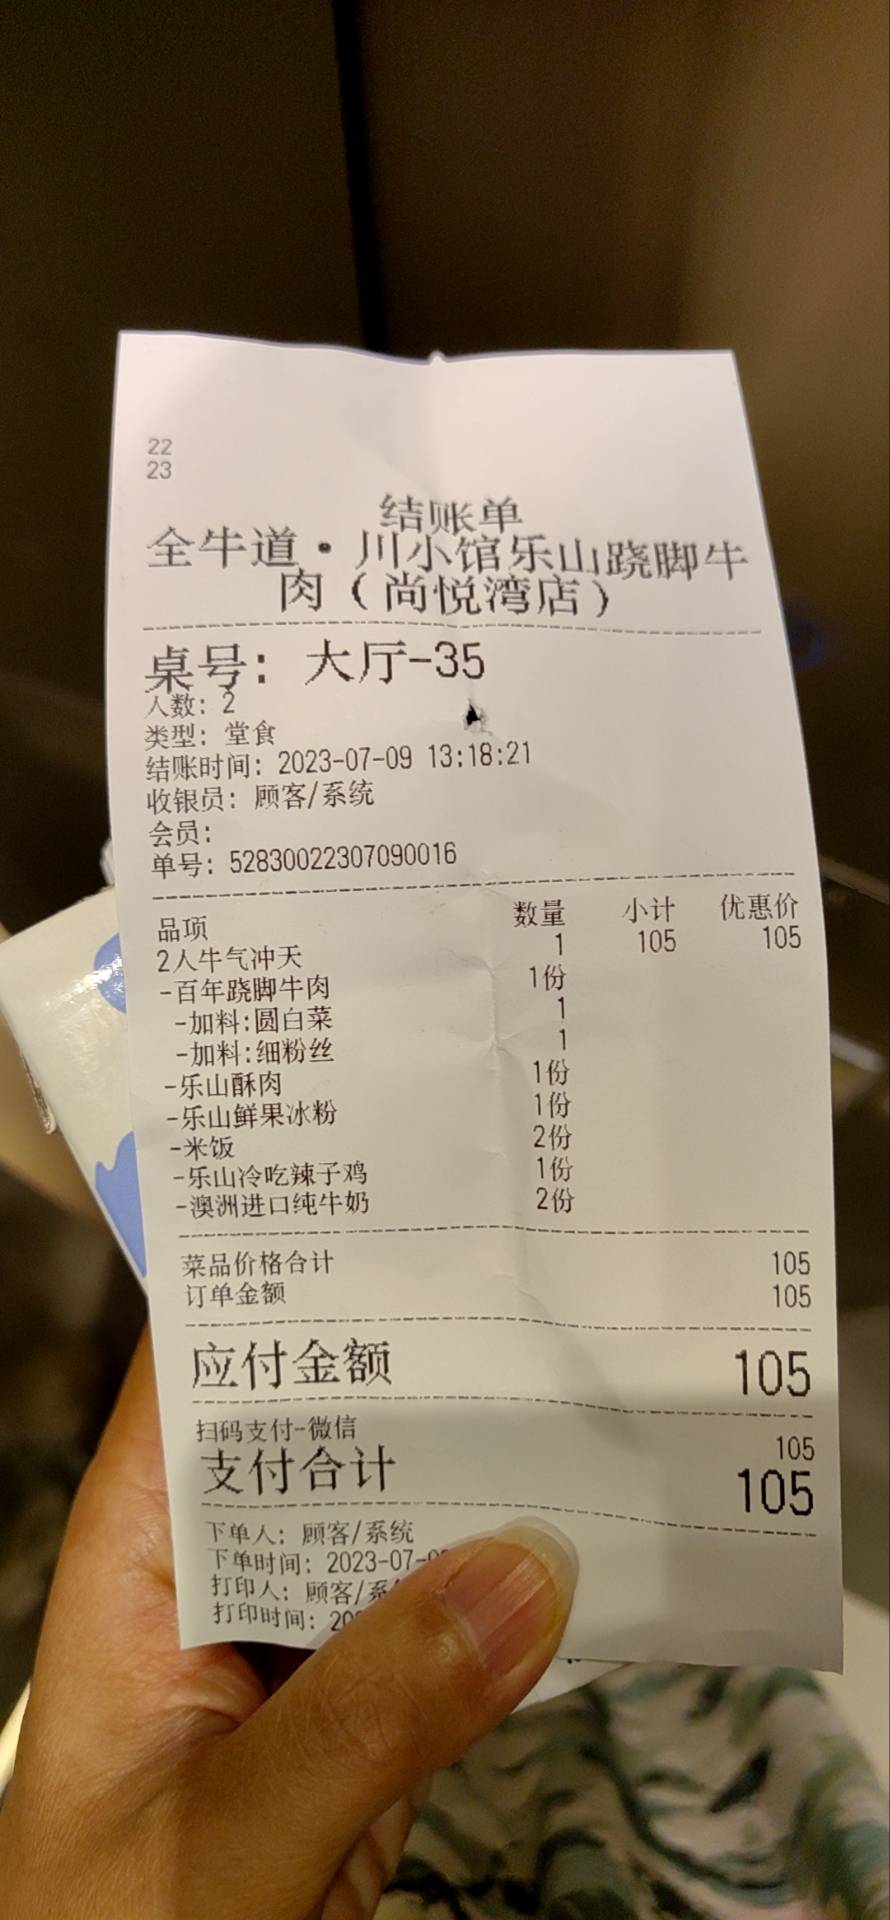 22
23
结账单
全牛道·川小馆乐山跷脚牛
肉(尚悦湾店)
桌号: 大厅-35
人数: 2
类型: 堂食
结账时间: 2023-07-09 13:18:21
收银员: 顾客/系统
会员:
单号: 52830022307090016
品项 数量 小计 优惠价
2人牛气冲天 1 105 105
-百年跷脚牛肉 1份
-加料:圆白菜 1
-加料:细粉丝 1
-乐山酥肉 1份
-乐山鲜果冰粉 1份
-米饭 2份
-乐山冷吃辣子鸡 1份
-澳洲进口纯牛奶 2份
菜品价格合计 105
订单金额 105
应付金额 105
扫码支付-微信 105
支付合计 105
下单人: 顾客/系统
下单时间: 2023-07-
打印人: 顾客/系
打印时间: 20